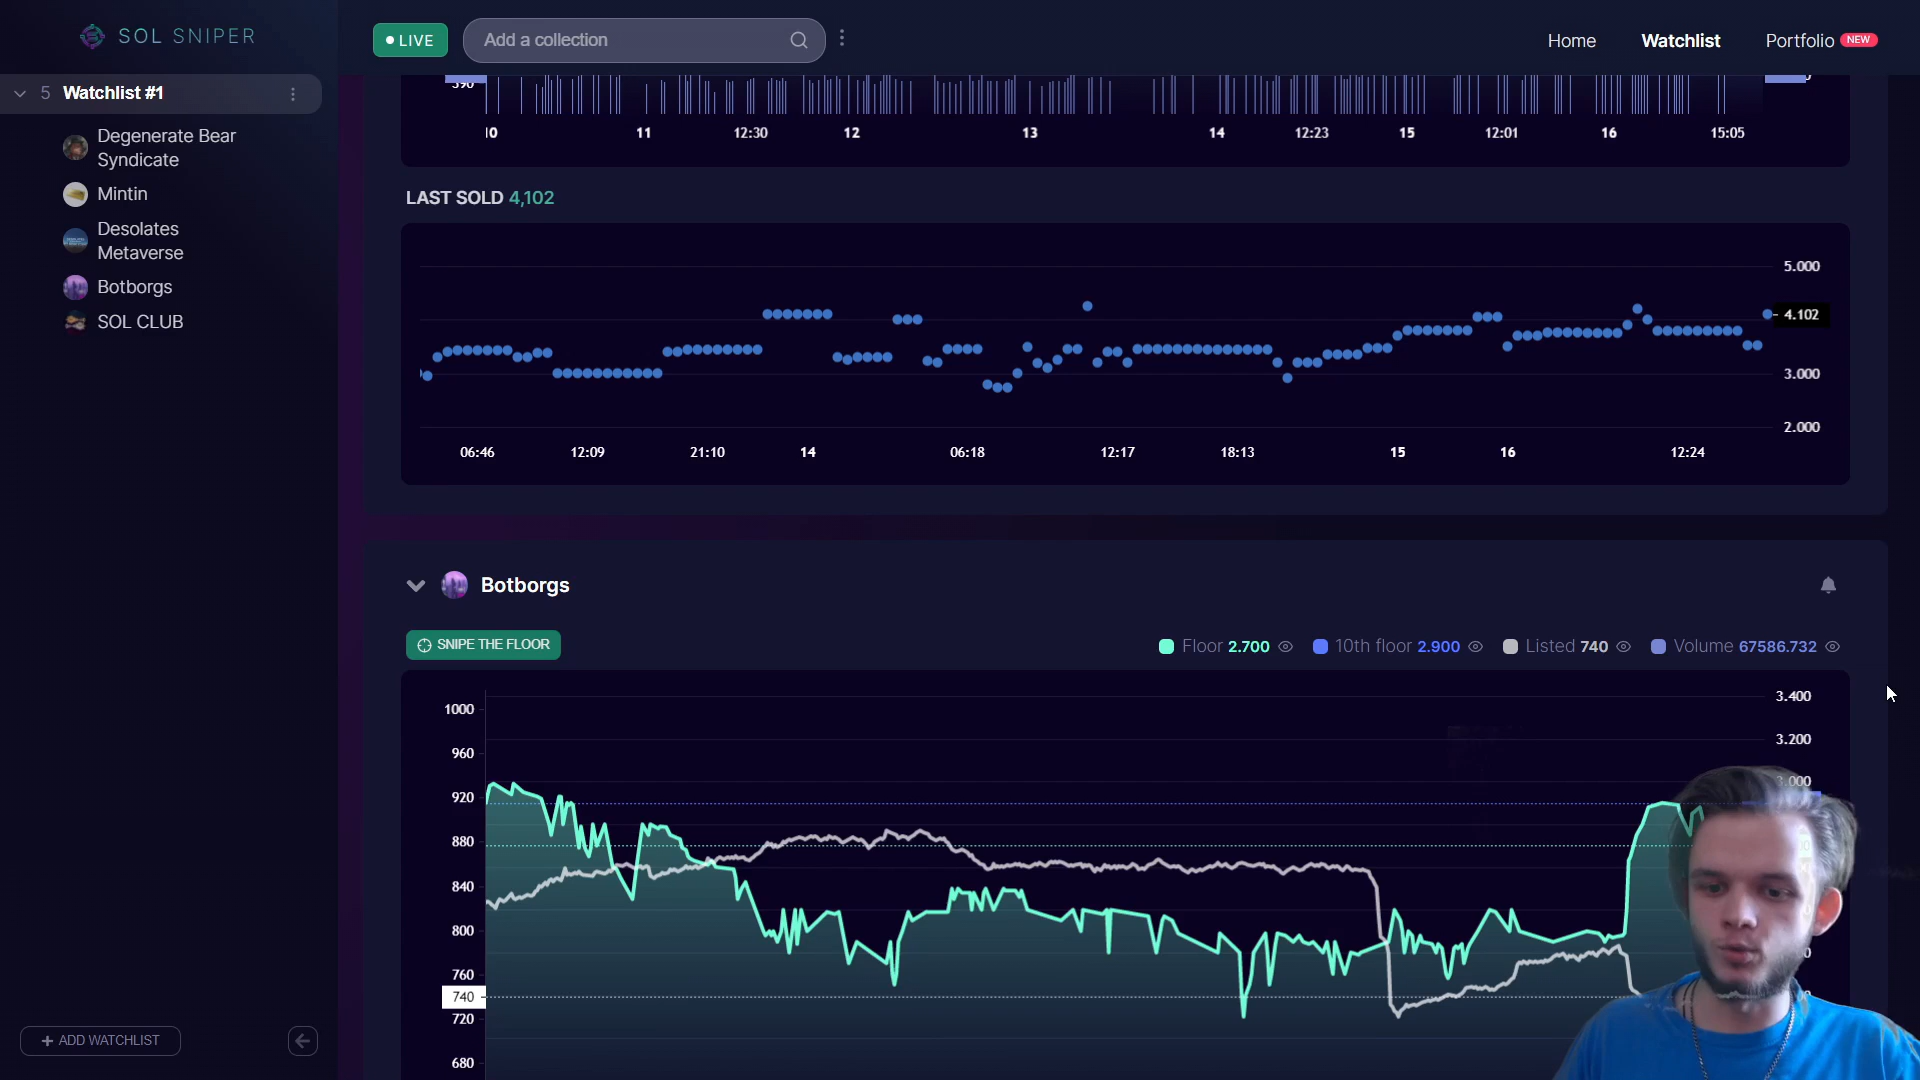 SOL SNIPER
LIVE
Add a collection
Home
Watchlist
Portfolio
NEW
5
Watchlist #1
Degenerate Bear
Syndicate
Mintin
Desolates
Metaverse
Botborgs
SOL CLUB
10 11 12:30 12 13 14 12:23 15 12:01 16 15:05
LAST SOLD 4,102
5.000
4.102
3.000
2.000
06:46 12:09 21:10 14 06:18 12:17 18:13 15 16 12:24
Botborgs
SNIPE THE FLOOR
Floor 2.700
10th floor 2.900
Listed 740
Volume 67586.732
1000
960
920
880
840
800
760
740
720
680
3.400
3.200
3.000
+ ADD WATCHLIST